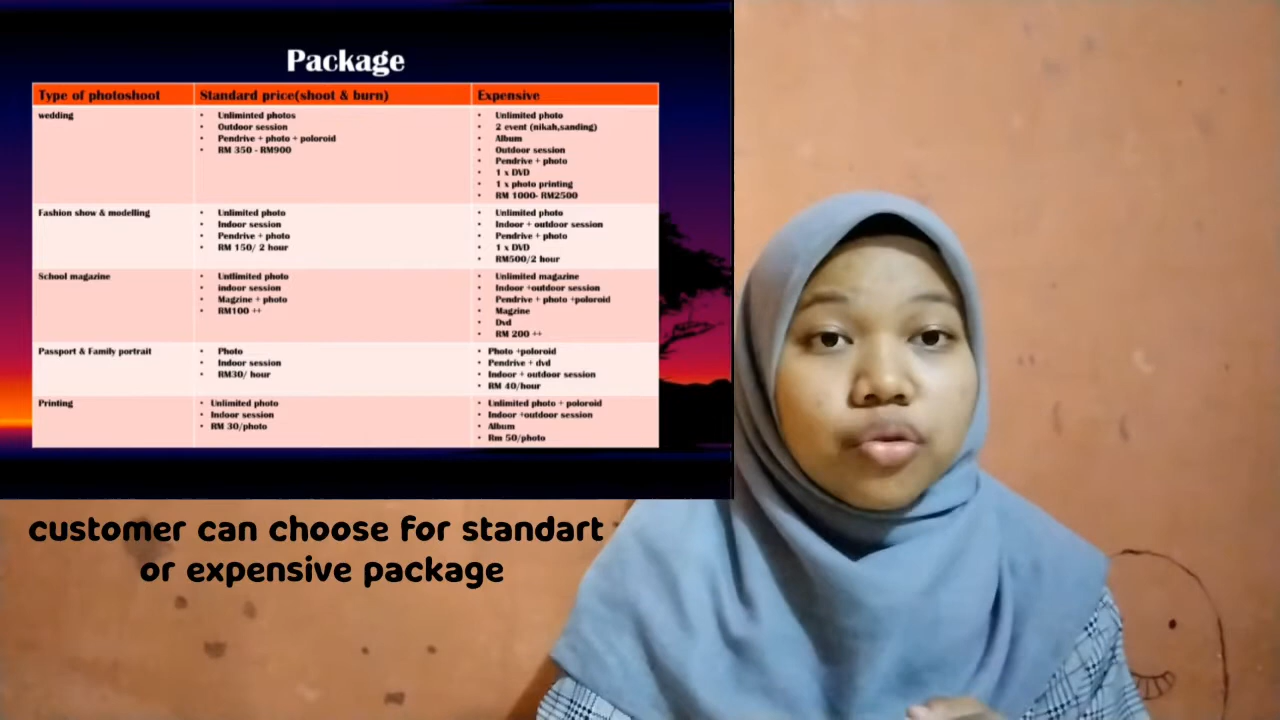 Package
Type of photoshoot
Standard price(shoot & burn)
Expensive
wedding
• Unliminted photos
• Outdoor session
• Pendrive + photo + poloroid
• RM 350 - RM900
• Unlimited photo
• 2 event (nikah,sanding)
• Album
• Outdoor session
• Pendrive + photo
• 1 x DVD
• 1 x photo printing
• RM 1000- RM2500
Fashion show & modelling
• Unlimited photo
• Indoor session
• Pendrive + photo
• RM 150/ 2 hour
• Unlimited photo
• Indoor + outdoor session
• Pendrive + photo
• 1 x DVD
• RM500/2 hour
School magazine
• Untlimited photo
• indoor session
• Magzine + photo
• RM100 ++
• Unlimited magazine
• Indoor +outdoor session
• Pendrive + photo +poloroid
• Magzine
• Dvd
• RM 200 ++
Passport & Family portrait
• Photo
• Indoor session
• RM30/ hour
• Photo +poloroid
• Pendrive + dvd
• Indoor + outdoor session
• RM 40/hour
Printing
• Unlimited photo
• Indoor session
• RM 30/photo
• Unlimited photo + poloroid
• Indoor +outdoor session
• Album
• Rm 50/photo
customer can choose for standart
or expensive package